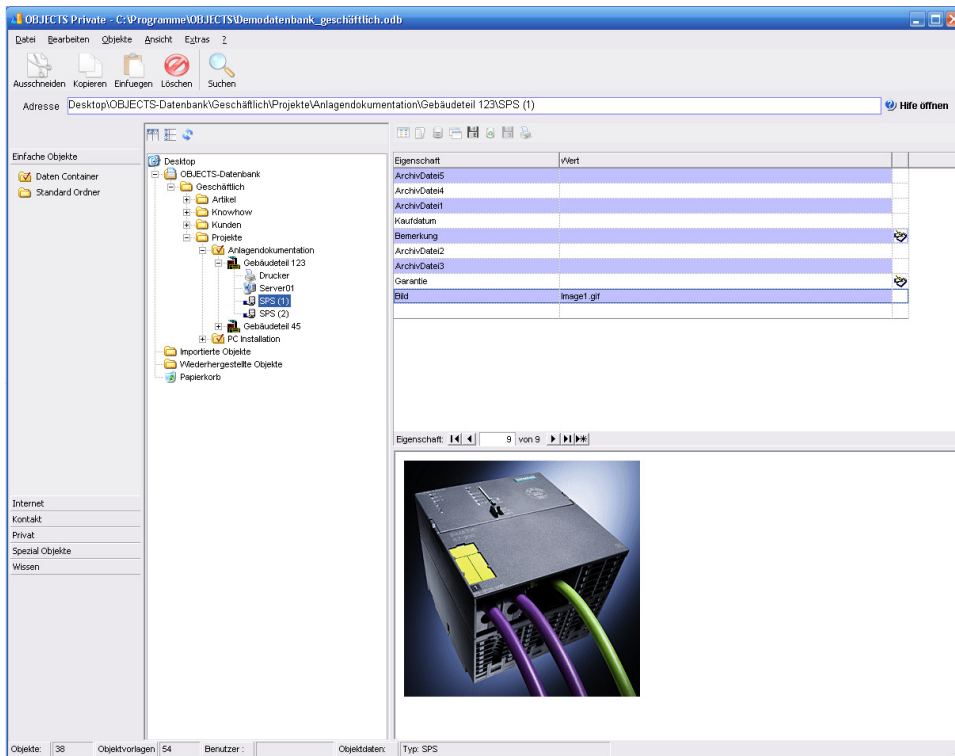 OBJECTS Private - C:\Programme\OBJECTS\Demodatenbank_geschäftlich.odb
Datei Bearbeiten Objekte Ansicht Extras ?
Ausschneiden Kopieren Einfuegen Löschen Suchen
Adresse Desktop\OBJECTS-Datenbank\Geschäftlich\Projekte\Anlagendokumentation\Gebäudeteil 123\SPS (1) Hife öffnen
Einfache Objekte
Daten Container
Standard Ordner
Internet
Kontakt
Privat
Spezial Objekte
Wissen
Desktop
OBJECTS-Datenbank
Geschäftlich
Artikel
Knowhow
Kunden
Projekte
Anlagendokumentation
Gebäudeteil 123
Drucker
Server01
SPS (1)
SPS (2)
Gebäudeteil 45
PC Installation
Importierte Objekte
Wiederhergestellte Objekte
Papierkorb
Eigenschaft Wert
ArchivDatei5
ArchivDatei4
ArchivDatei1
Kaufdatum
Bemerkung
ArchivDatei2
ArchivDatei3
Garantie
Bild Image1.gif
Eigenschaft: 9 von 9
SIEMENS
Objekte: 38 Objektvorlagen 54 Benutzer : Objektdaten: Typ: SPS